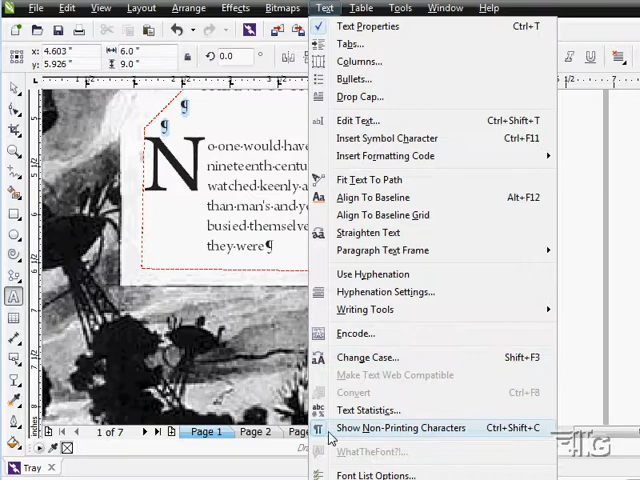 File Edit View Layout Arrange Effects Bitmaps Text Table Tools Window Help
x: 4.603" 6.0"
y: 5.926" 9.0"
0.0
Text Properties Ctrl+T
Tabs...
Columns...
Bullets...
Drop Cap...
Edit Text... Ctrl+Shift+T
Insert Symbol Character Ctrl+F11
Insert Formatting Code
Fit Text To Path
Align To Baseline Alt+F12
Align To Baseline Grid
Straighten Text
Paragraph Text Frame
Use Hyphenation
Hyphenation Settings...
Writing Tools
Encode...
Change Case... Shift+F3
Make Text Web Compatible
Convert Ctrl+F8
Text Statistics...
Show Non-Printing Characters Ctrl+Shift+C
WhatTheFont?!...
Font List Options...
¶
¶
No·one·would·have
nineteenth·centu
watched·keenly·a
than·man's·and·y
busied·themselve
they·were¶
1 of 7 Page 1 Page 2
Tray
TG